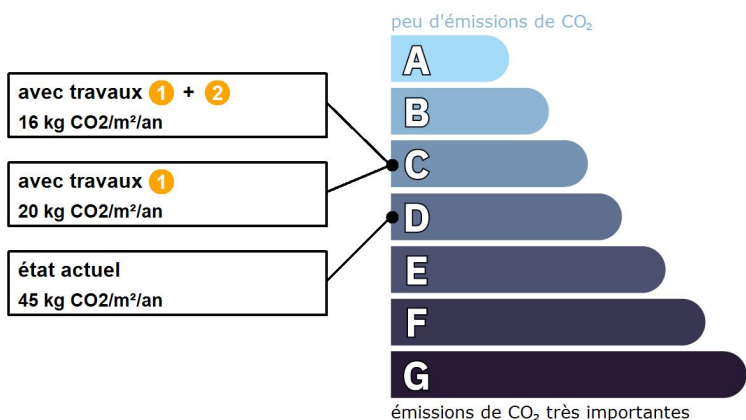 peu d'émissions de CO₂
A
avec travaux 1 + 2
16 kg CO2/m²/an
B
C
avec travaux 1
20 kg CO2/m²/an
D
état actuel
45 kg CO2/m²/an
E
F
G
émissions de CO₂ très importantes